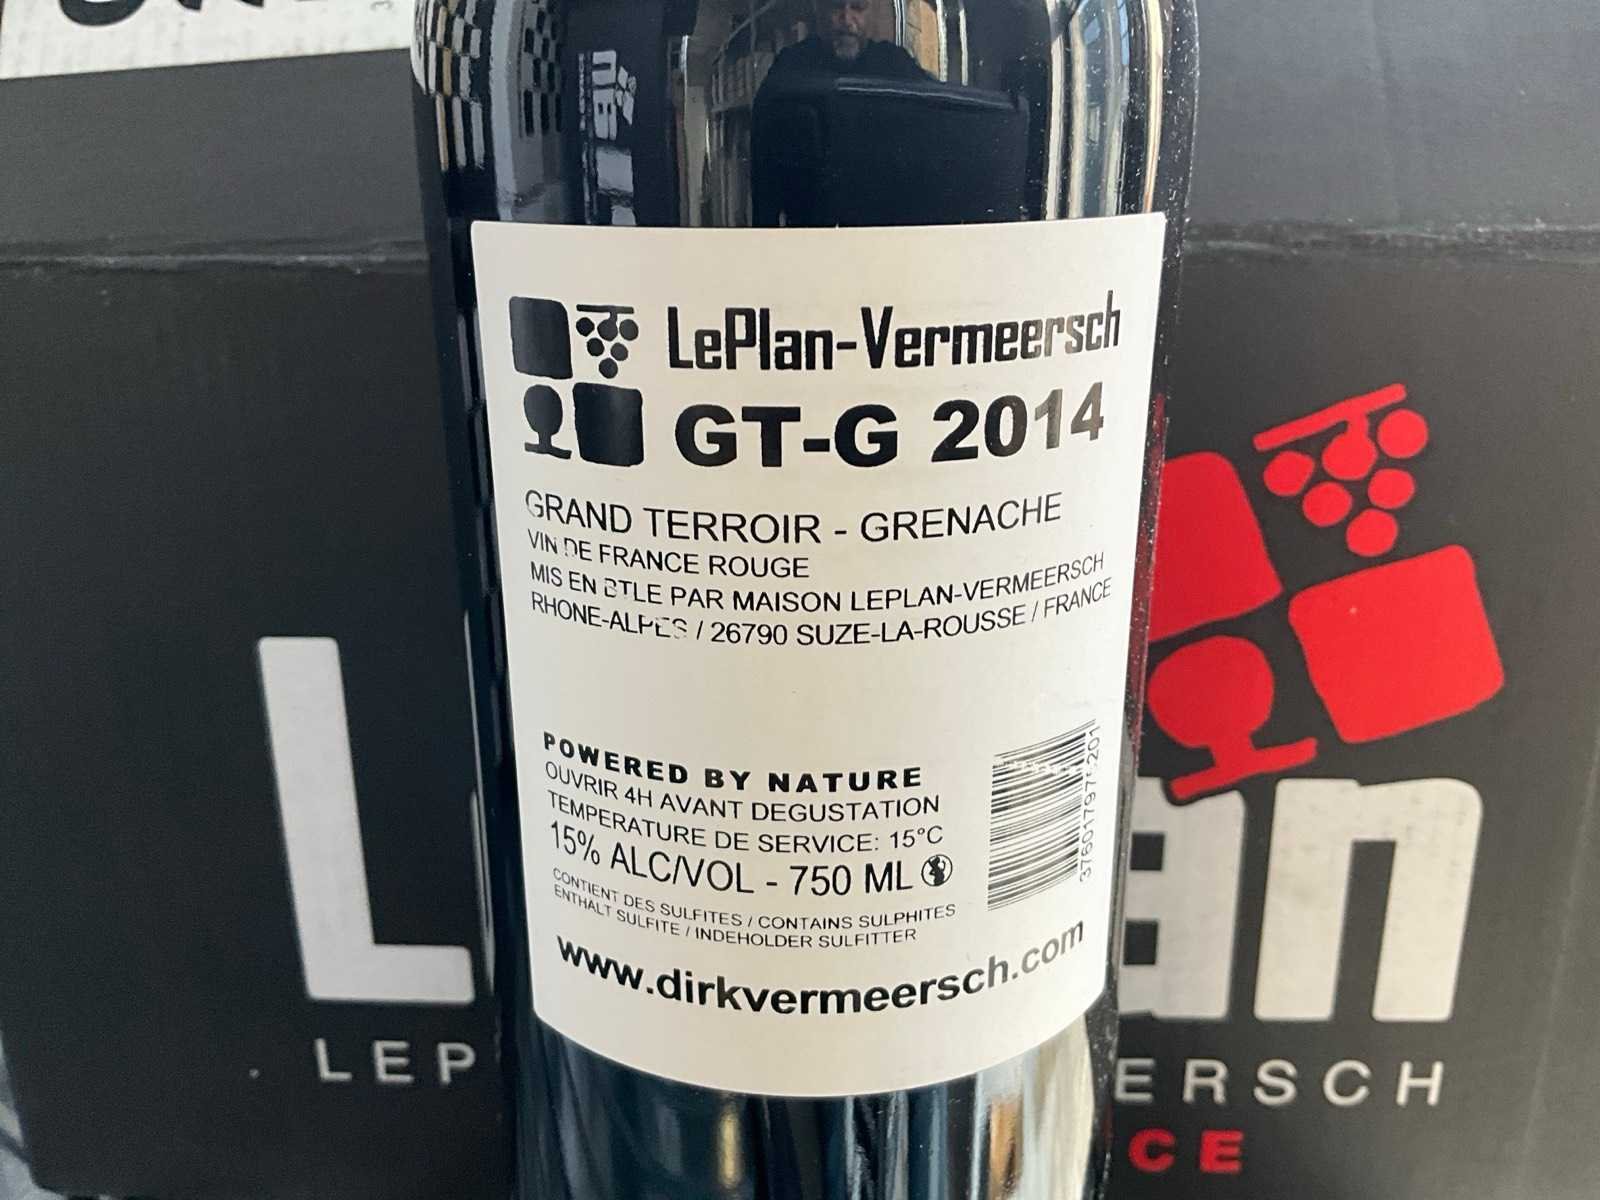 LePlan-Vermeersch
GT-G 2014
GRAND TERROIR - GRENACHE
VIN DE FRANCE ROUGE
MIS EN BTLE PAR MAISON LEPLAN-VERMEERSCH
RHONE-ALPES / 26790 SUZE-LA-ROUSSE / FRANCE
POWERED BY NATURE
OUVRIR 4H AVANT DEGUSTATION
TEMPERATURE DE SERVICE: 15°C
15% ALC/VOL - 750 ML
CONTIENT DES SULFITES / CONTAINS SULPHITES
ENTHÄLT SULFITE / INDEHOLDER SULFITTER
www.dirkvermeersch.com
LEP
ERSCH
CE